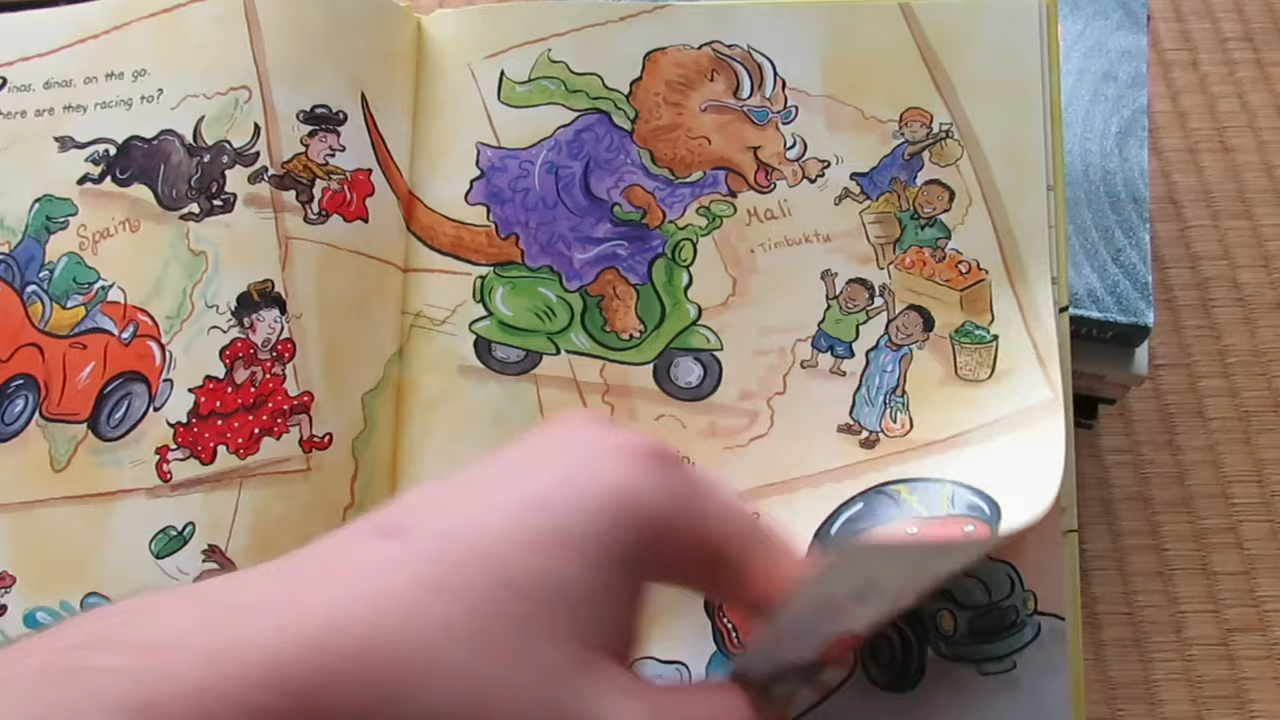 inos, dinos, on the go.
here are they racing to?
Spain
Mali
Timbuktu